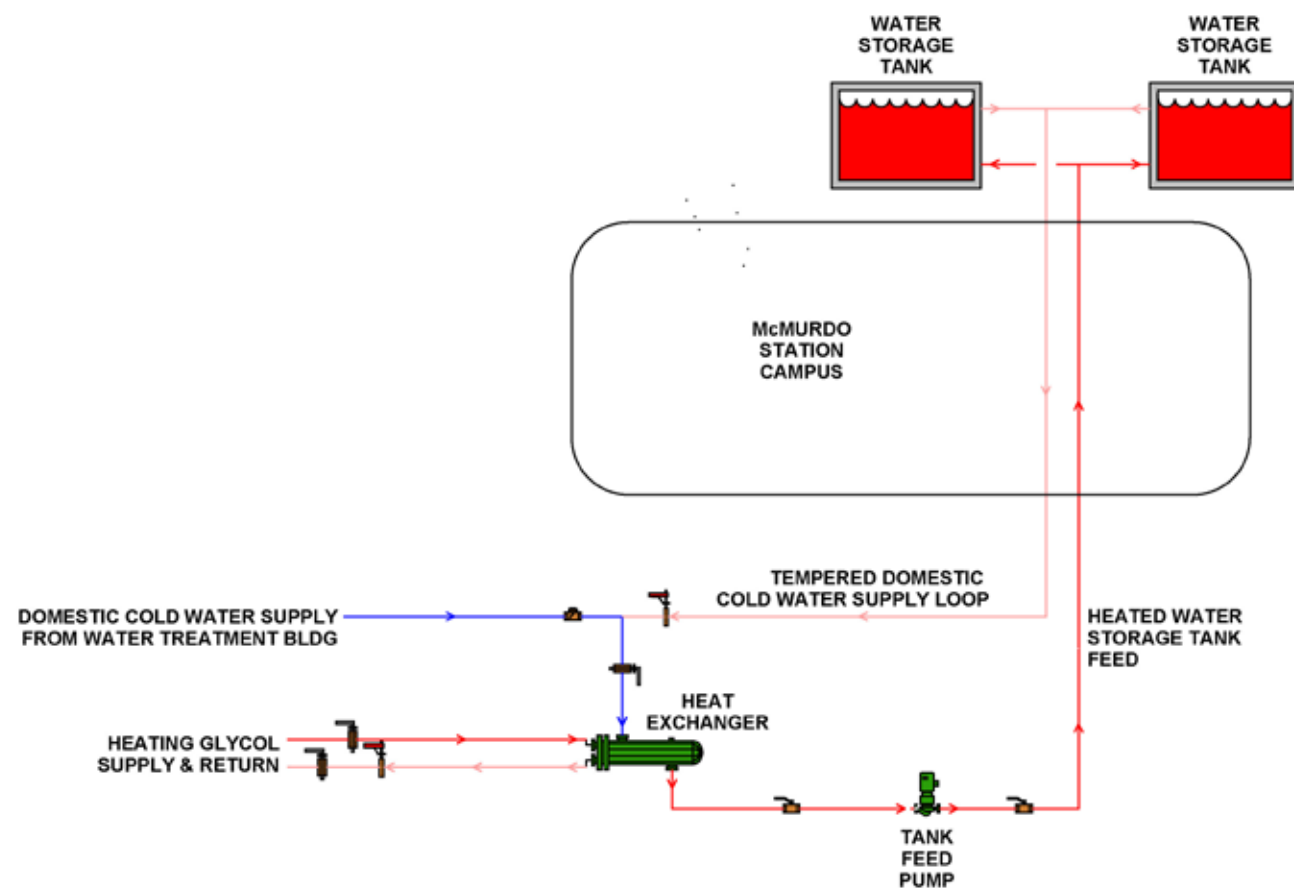 WATER
STORAGE
TANK
WATER
STORAGE
TANK
McMURDO
STATION
CAMPUS
TEMPERED DOMESTIC
COLD WATER SUPPLY LOOP
DOMESTIC COLD WATER SUPPLY
FROM WATER TREATMENT BLDG
HEATED WATER
STORAGE TANK
FEED
HEAT
EXCHANGER
HEATING GLYCOL
SUPPLY & RETURN
TANK
FEED
PUMP